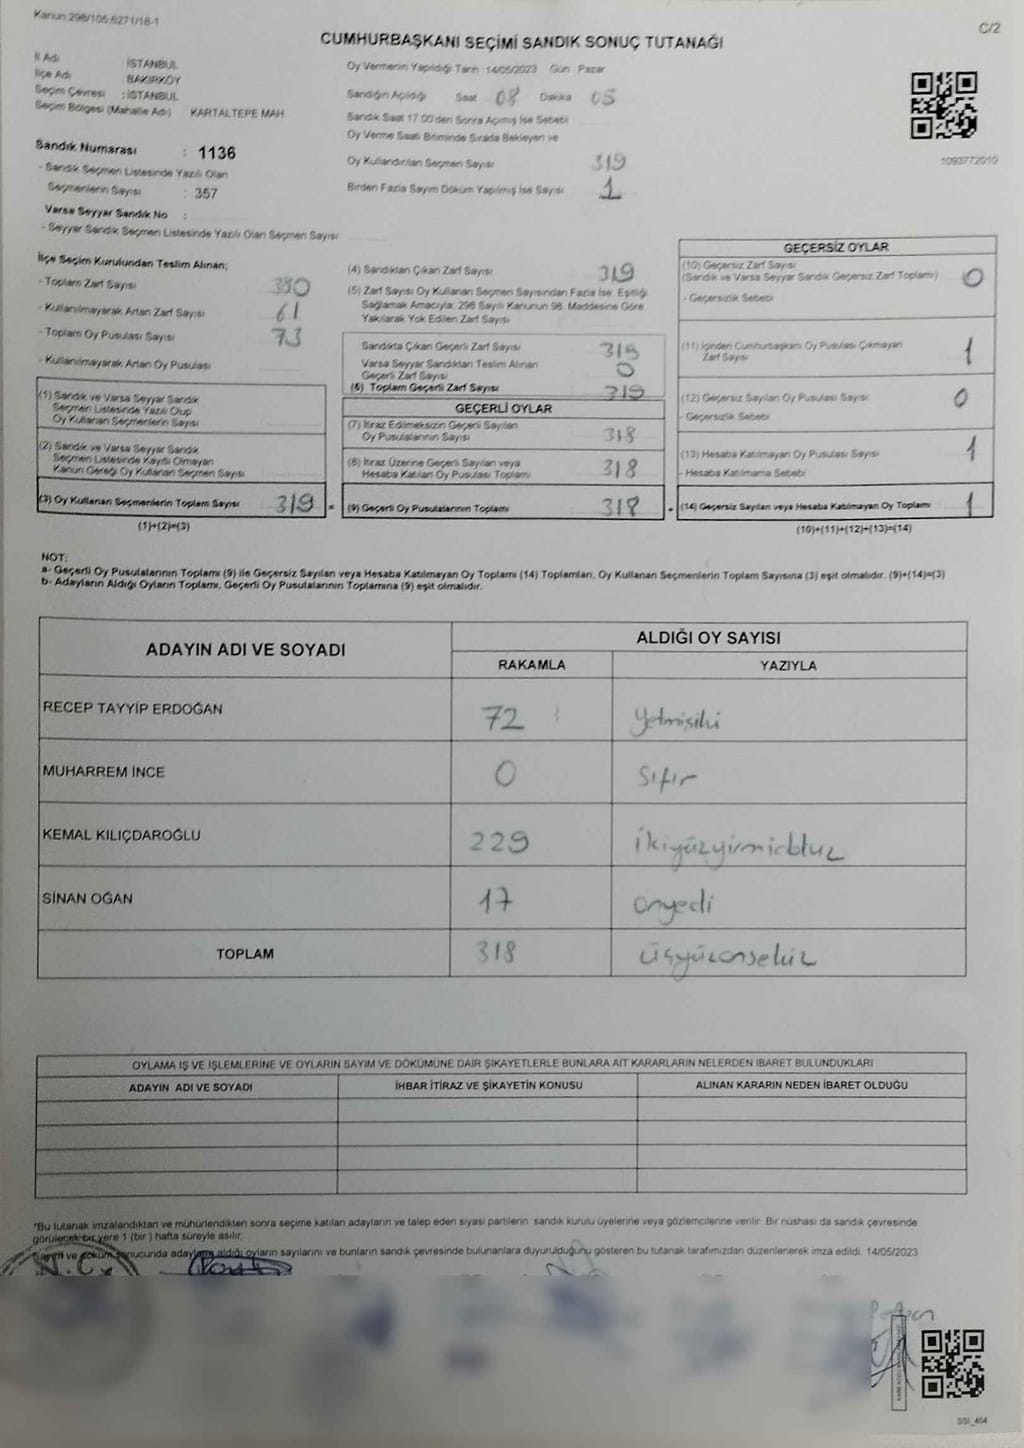 Kanun:298/105,6271/18-1
C/2
CUMHURBAŞKANI SEÇİMİ SANDIK SONUÇ TUTANAĞI
İl Adı : İSTANBUL
İlçe Adı : BAKIRKÖY
Seçim Çevresi : İSTANBUL
Seçim Bölgesi (Mahalle Adı) KARTALTEPE MAH.
Sandık Numarası : 1136
- Sandık Seçmen Listesinde Yazılı Olan
Seçmenlerin Sayısı : 357
Varsa Seyyar Sandık No :
- Seyyar Sandık Seçmen Listesinde Yazılı Olan Seçmen Sayısı:
Oy Vermenin Yapıldığı Tarih: 14/05/2023 Gün: Pazar
Sandığın Açıldığı Saat 08 Dakika 05
Sandık Saat 17.00'den Sonra Açılmış İse Sebebi
Oy Verme Saati Bitiminde Sırada Bekleyen ve
Oy Kullandırılan Seçmen Sayısı 319
Birden Fazla Sayım Döküm Yapılmış İse Sayısı 1
1093772010
İlçe Seçim Kurulundan Teslim Alınan;
- Toplam Zarf Sayısı 380
- Kullanılmayarak Artan Zarf Sayısı 61
- Toplam Oy Pusulası Sayısı 73
- Kullanılmayarak Artan Oy Pusulası
(1) Sandık ve Varsa Seyyar Sandık
Seçmen Listesinde Yazılı Olup
Oy Kullanan Seçmenlerin Sayısı
(2) Sandık ve Varsa Seyyar Sandık
Seçmen Listesinde Kayıtlı Olmayan
Kanun Gereği Oy Kullanan Seçmen Sayısı
(3) Oy Kullanan Seçmenlerin Toplam Sayısı 319 =
(1)+(2)=(3)
(4) Sandıktan Çıkan Zarf Sayısı 319
(5) Zarf Sayısı Oy Kullanan Seçmen Sayısından Fazla İse, Eşitliği
Sağlamak Amacıyla; 298 Sayılı Kanunun 98. Maddesine Göre
Yakılarak Yok Edilen Zarf Sayısı
Sandıkta Çıkan Geçerli Zarf Sayısı 319
Varsa Seyyar Sandıktan Teslim Alınan
Geçerli Zarf Sayısı 0
(6) Toplam Geçerli Zarf Sayısı 319
GEÇERLİ OYLAR
(7) İtiraz Edilmeksizin Geçerli Sayılan
Oy Pusulalarının Sayısı 318
(8) İtiraz Üzerine Geçerli Sayılan veya
Hesaba Katılan Oy Pusulası Toplamı 318
(9) Geçerli Oy Pusulalarının Toplamı 318 +
GEÇERSİZ OYLAR
(10) Geçersiz Zarf Sayısı
(Sandık ve Varsa Seyyar Sandık Geçersiz Zarf Toplamı) 0
- Geçersizlik Sebebi
(11) İçinden Cumhurbaşkanı Oy Pusulası Çıkmayan
Zarf Sayısı 1
(12) Geçersiz Sayılan Oy Pusulası Sayısı 0
- Geçersizlik Sebebi
(13) Hesaba Katılmayan Oy Pusulası Sayısı 1
- Hesaba Katılmama Sebebi
(14) Geçersiz Sayılan veya Hesaba Katılmayan Oy Toplamı 1
(10)+(11)+(12)+(13)=(14)
NOT:
a- Geçerli Oy Pusulalarının Toplamı (9) ile Geçersiz Sayılan veya Hesaba Katılmayan Oy Toplamı (14) Toplamları, Oy Kullanan Seçmenlerin Toplam Sayısına (3) eşit olmalıdır. (9)+(14)=(3)
b- Adayların Aldığı Oyların Toplamı, Geçerli Oy Pusulalarının Toplamına (9) eşit olmalıdır.
ADAYIN ADI VE SOYADI
ALDIĞI OY SAYISI
RAKAMLA YAZIYLA
RECEP TAYYİP ERDOĞAN 72 Yetmişiki
MUHARREM İNCE 0 Sıfır
KEMAL KILIÇDAROĞLU 229 İkiyüzyirmidokuz
SİNAN OĞAN 17 Onyedi
TOPLAM 318 üçyüzonsekiz
OYLAMA İŞ VE İŞLEMLERİNE VE OYLARIN SAYIM VE DÖKÜMÜNE DAİR ŞİKAYETLERLE BUNLARA AİT KARARLARIN NELERDEN İBARET BULUNDUKLARI
ADAYIN ADI VE SOYADI İHBAR İTİRAZ VE ŞİKAYETİN KONUSU ALINAN KARARIN NEDEN İBARET OLDUĞU
*Bu tutanak imzalandıktan ve mühürlendikten sonra seçime katılan adayların ve talep eden siyasi partilerin sandık kurulu üyelerine veya gözlemcilerine verilir. Bir nüshası da sandık çevresinde
görülecek bir yere 1 (bir) hafta süreyle asılır.
Sayım ve döküm sonucunda adayların aldığı oyların sayılarını ve bunların sandık çevresinde bulunanlara duyurulduğunu gösteren bu tutanak tarafımızdan düzenlenerek imza edildi. 14/05/2023
SSI_404